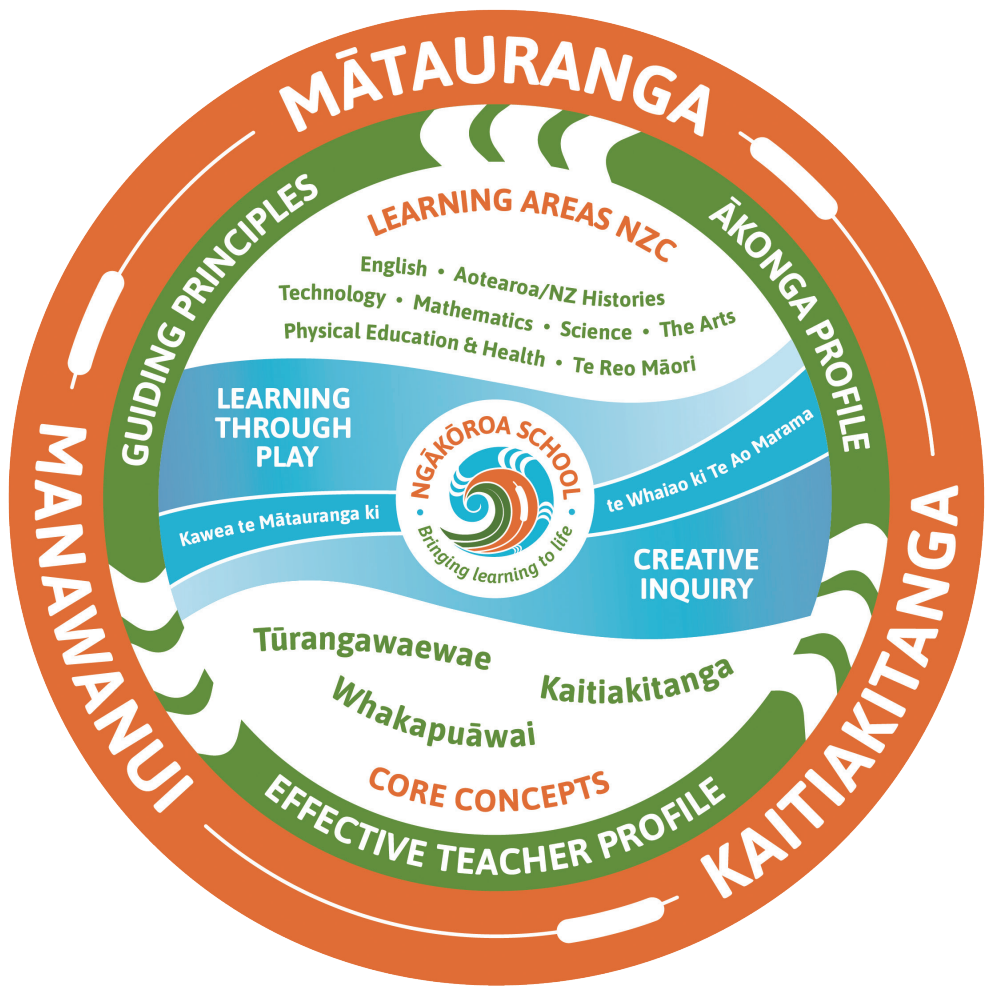 MĀTAURANGA
GUIDING PRINCIPLES
ĀKONGA PROFILE
LEARNING AREAS NZC
English • Aotearoa/NZ Histories
Technology • Mathematics • Science • The Arts
Physical Education & Health • Te Reo Māori
LEARNING
THROUGH
PLAY
NGĀKŌROA SCHOOL
• Bringing learning to life •
Kawea te Mātauranga ki
te Whaiao ki Te Ao Marama
CREATIVE
INQUIRY
Tūrangawaewae
Kaitiakitanga
Whakapuāwai
CORE CONCEPTS
EFFECTIVE TEACHER PROFILE
MANAWANUI
KAITIAKITANGA